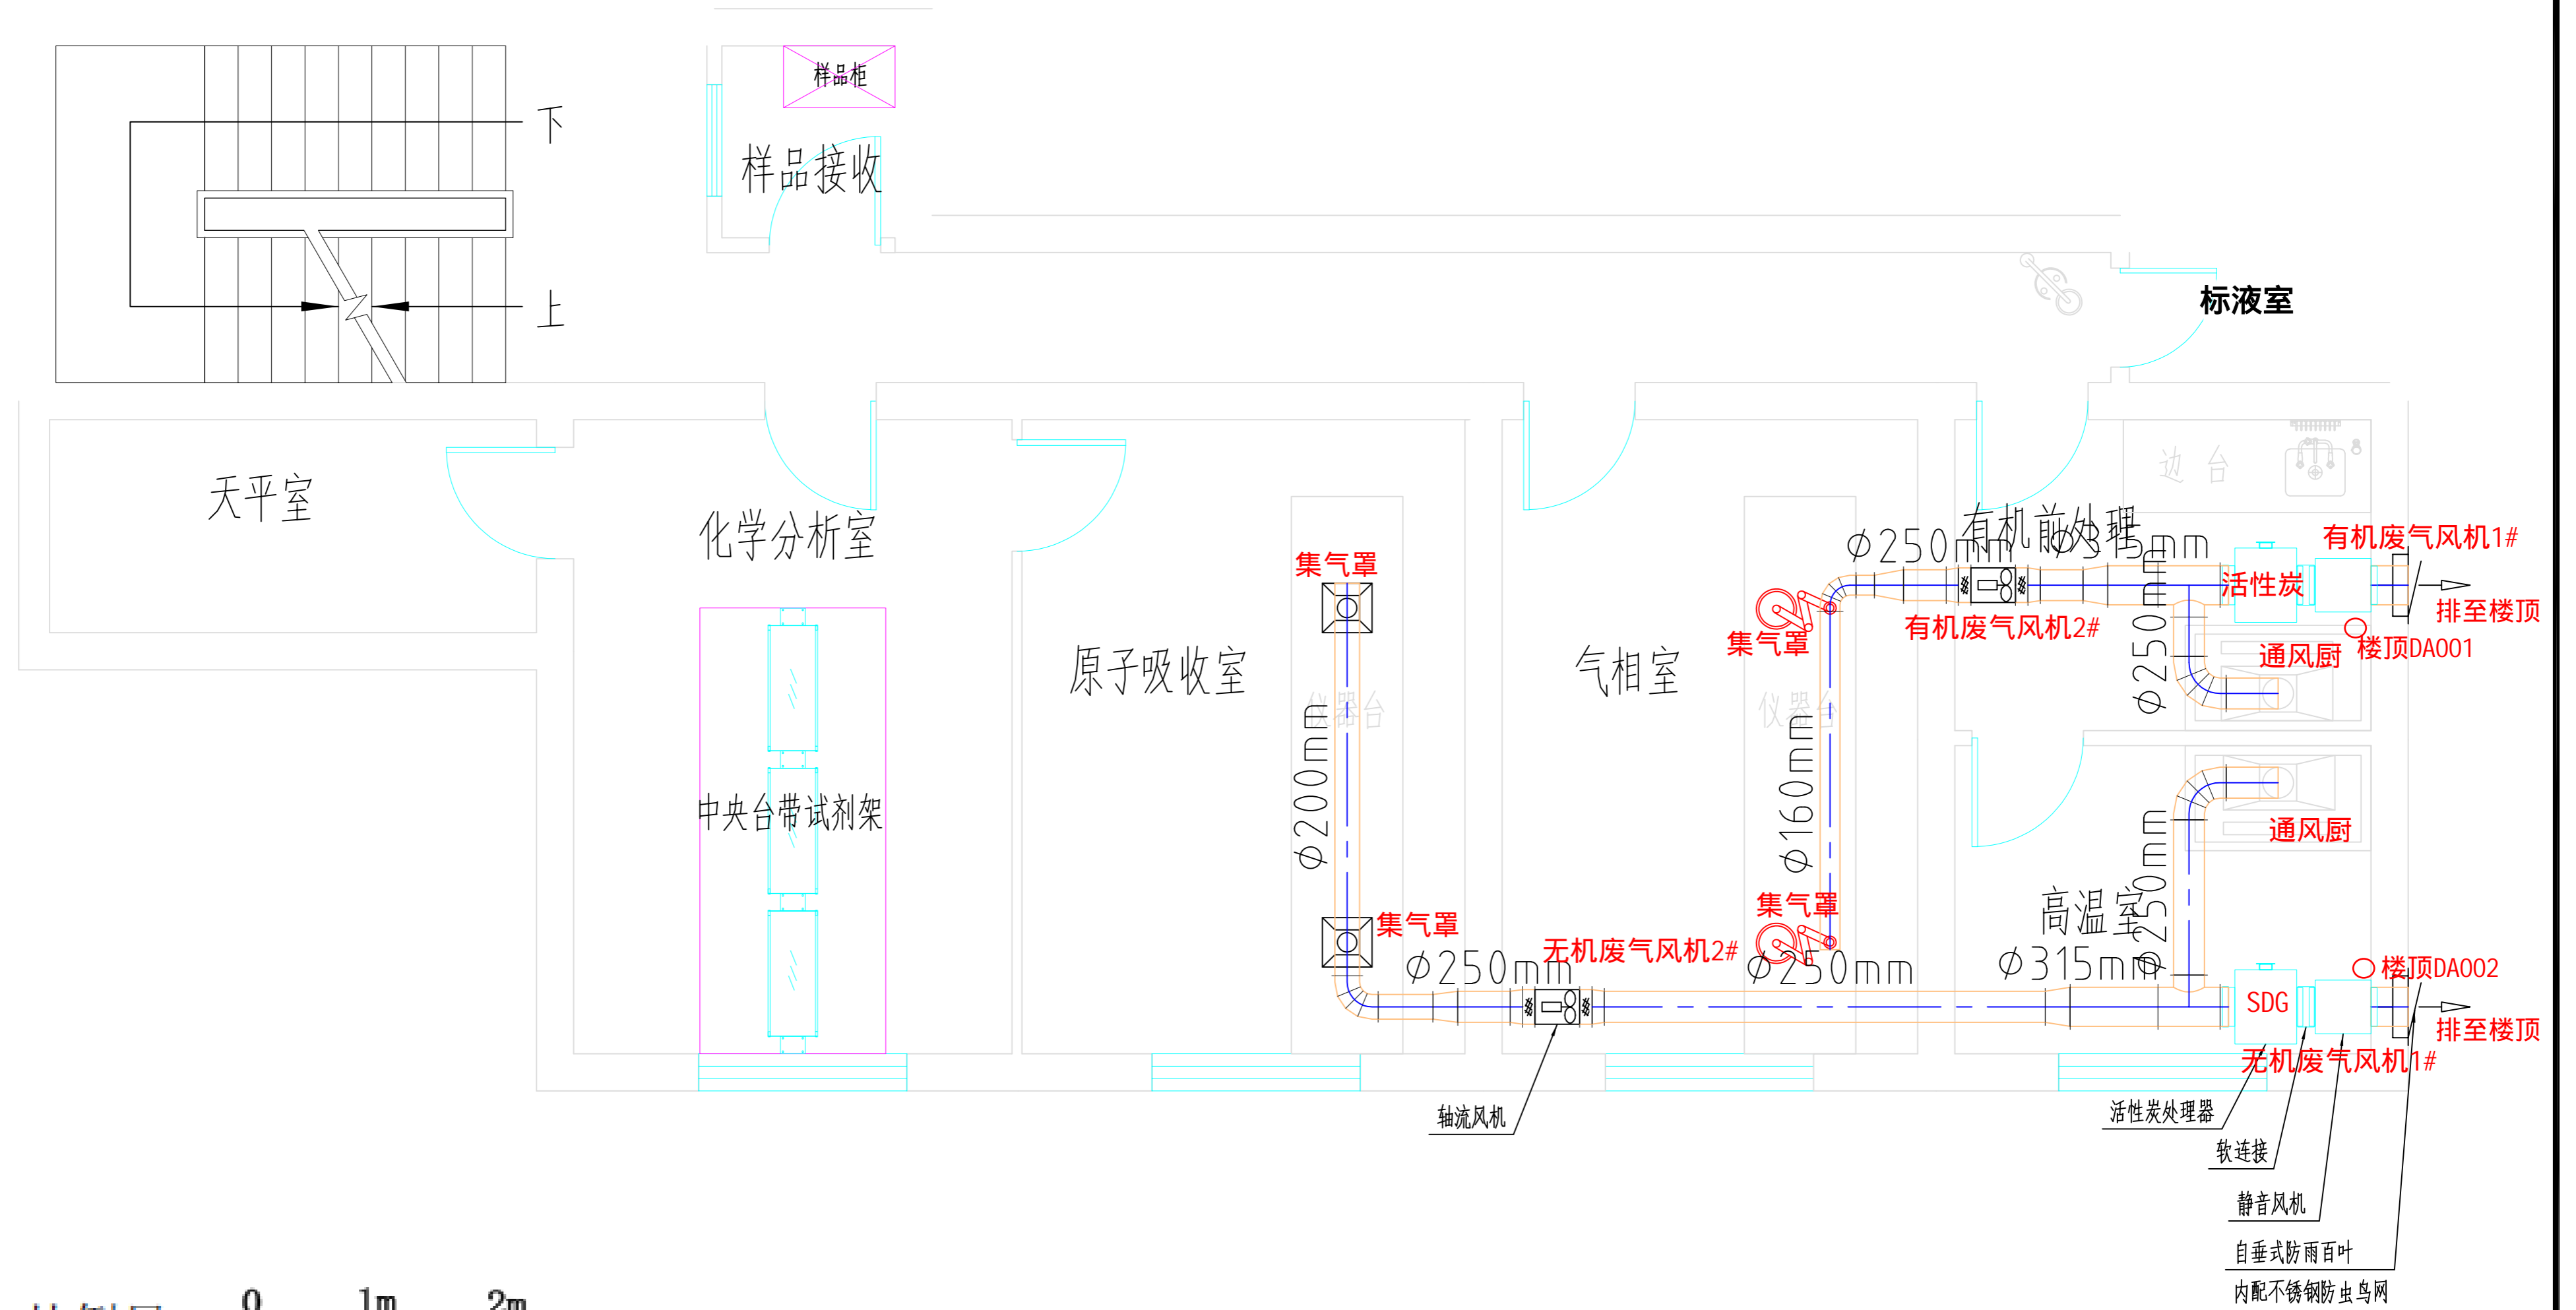 样品柜
下
样品接收
上
标液室
天平室
化学分析室
边 台
有机前处理
φ250mm
φ315mm
有机废气风机1#
集气罩
活性炭
排至楼顶
集气罩
有机废气风机2#
φ250mm
通风厨
楼顶DA001
原子吸收室
气相室
仪器台
仪器台
φ200mm
φ160mm
中央台带试剂架
通风厨
φ250mm
高温室
集气罩
集气罩
无机废气风机2#
φ250mm
φ250mm
φ315mm
楼顶DA002
SDG
排至楼顶
无机废气风机1#
轴流风机
活性炭处理器
软连接
静音风机
自垂式防雨百叶
内配不锈钢防虫鸟网
0 1m 2m